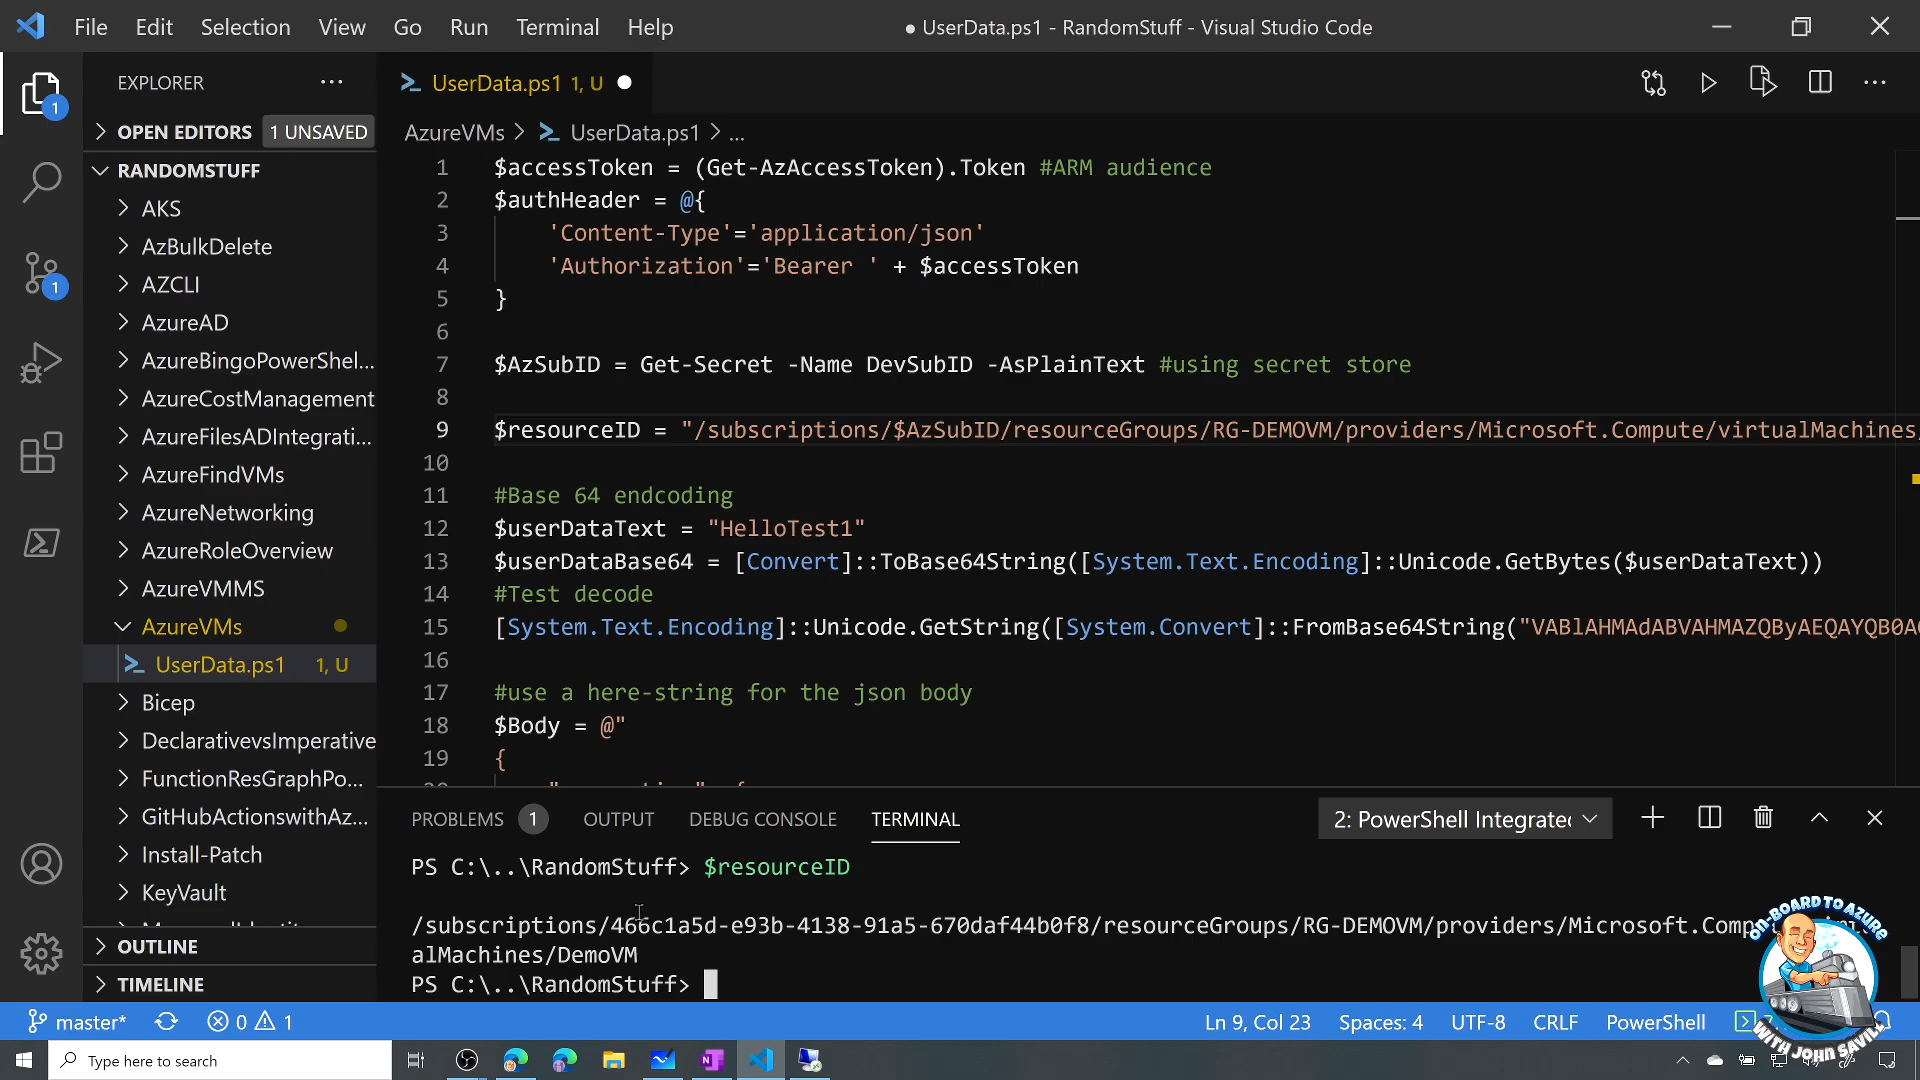 File Edit Selection View Go Run Terminal Help
● UserData.ps1 - RandomStuff - Visual Studio Code
EXPLORER
OPEN EDITORS 1 UNSAVED
RANDOMSTUFF
AKS
AzBulkDelete
AZCLI
AzureAD
AzureBingoPowerShel...
AzureCostManagement
AzureFilesADIntegrati...
AzureFindVMs
AzureNetworking
AzureRoleOverview
AzureVMMS
AzureVMs
UserData.ps1 1, U
Bicep
DeclarativevsImperative
FunctionResGraphPo...
GitHubActionswithAz...
Install-Patch
KeyVault
OUTLINE
TIMELINE
1
1
UserData.ps1 1, U
AzureVMs > UserData.ps1 > ...
1 $accessToken = (Get-AzAccessToken).Token #ARM audience
2 $authHeader = @{
3 'Content-Type'='application/json'
4 'Authorization'='Bearer ' + $accessToken
5 }
6
7 $AzSubID = Get-Secret -Name DevSubID -AsPlainText #using secret store
8
9 $resourceID = "/subscriptions/$AzSubID/resourceGroups/RG-DEMOVM/providers/Microsoft.Compute/virtualMachines/
10
11 #Base 64 endcoding
12 $userDataText = "HelloTest1"
13 $userDataBase64 = [Convert]::ToBase64String([System.Text.Encoding]::Unicode.GetBytes($userDataText))
14 #Test decode
15 [System.Text.Encoding]::Unicode.GetString([System.Convert]::FromBase64String("VABlAHMAdABVAHMAZQByAEQAYQB0A
16
17 #use a here-string for the json body
18 $Body = @"
19 {
PROBLEMS 1 OUTPUT DEBUG CONSOLE TERMINAL
2: PowerShell Integrated
PS C:\..\RandomStuff> $resourceID
/subscriptions/466c1a5d-e93b-4138-91a5-670daf44b0f8/resourceGroups/RG-DEMOVM/providers/Microsoft.Comp
alMachines/DemoVM
PS C:\..\RandomStuff>
ON-BOARD TO AZURE
WITH JOHN SAVILL
master* 0 1
Ln 9, Col 23 Spaces: 4 UTF-8 CRLF PowerShell
Type here to search